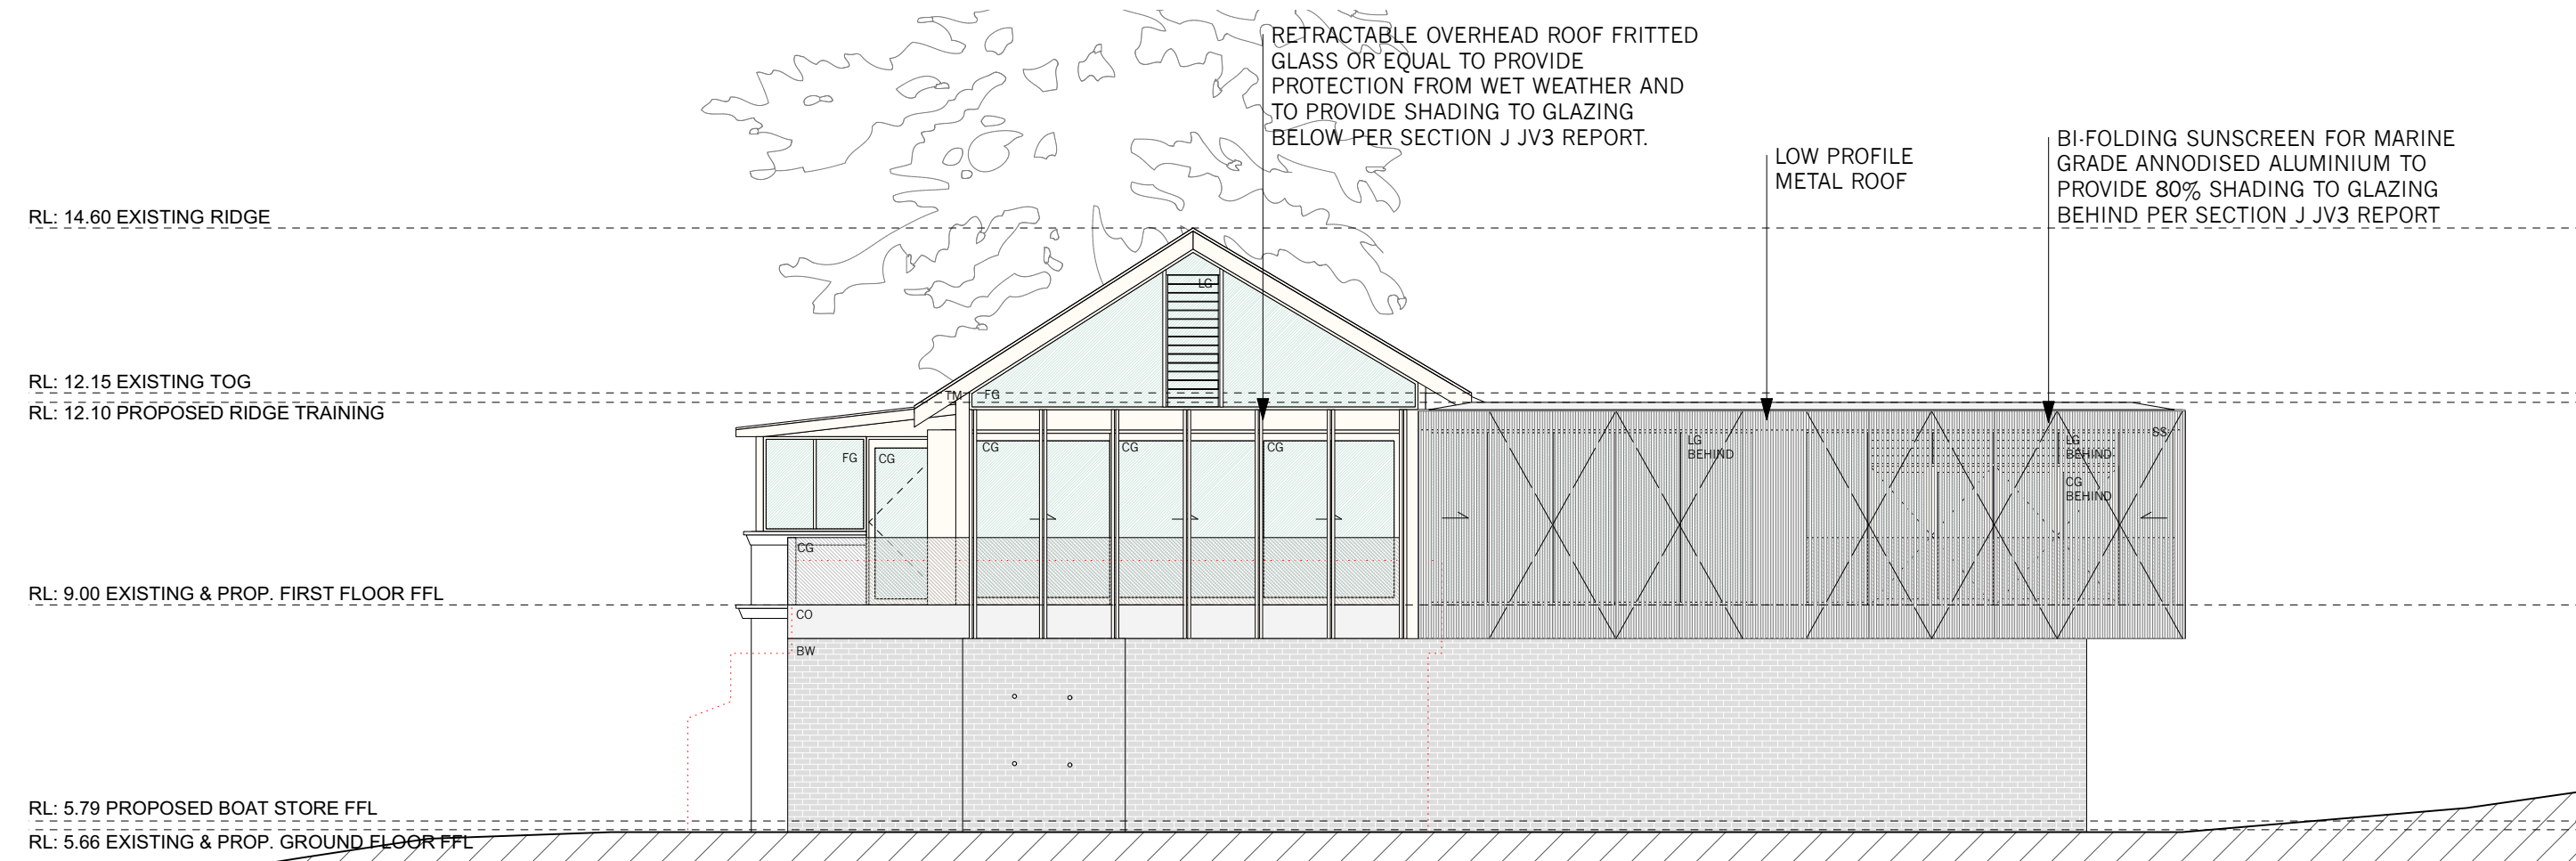 RETRACTABLE OVERHEAD ROOF FRITTED
GLASS OR EQUAL TO PROVIDE
PROTECTION FROM WET WEATHER AND
TO PROVIDE SHADING TO GLAZING
BELOW PER SECTION J JV3 REPORT.
LOW PROFILE
METAL ROOF
BI-FOLDING SUNSCREEN FOR MARINE
GRADE ANNODISED ALUMINIUM TO
PROVIDE 80% SHADING TO GLAZING
BEHIND PER SECTION J JV3 REPORT
RL: 14.60 EXISTING RIDGE
LG
RL: 12.15 EXISTING TOG
TM
FG
RL: 12.10 PROPOSED RIDGE TRAINING
FG
CG
CG
CG
CG
LG
BEHIND
LG
BEHIND
SS
CG
BEHIND
CG
RL: 9.00 EXISTING & PROP. FIRST FLOOR FFL
CO
BW
RL: 5.79 PROPOSED BOAT STORE FFL
RL: 5.66 EXISTING & PROP. GROUND FLOOR FFL